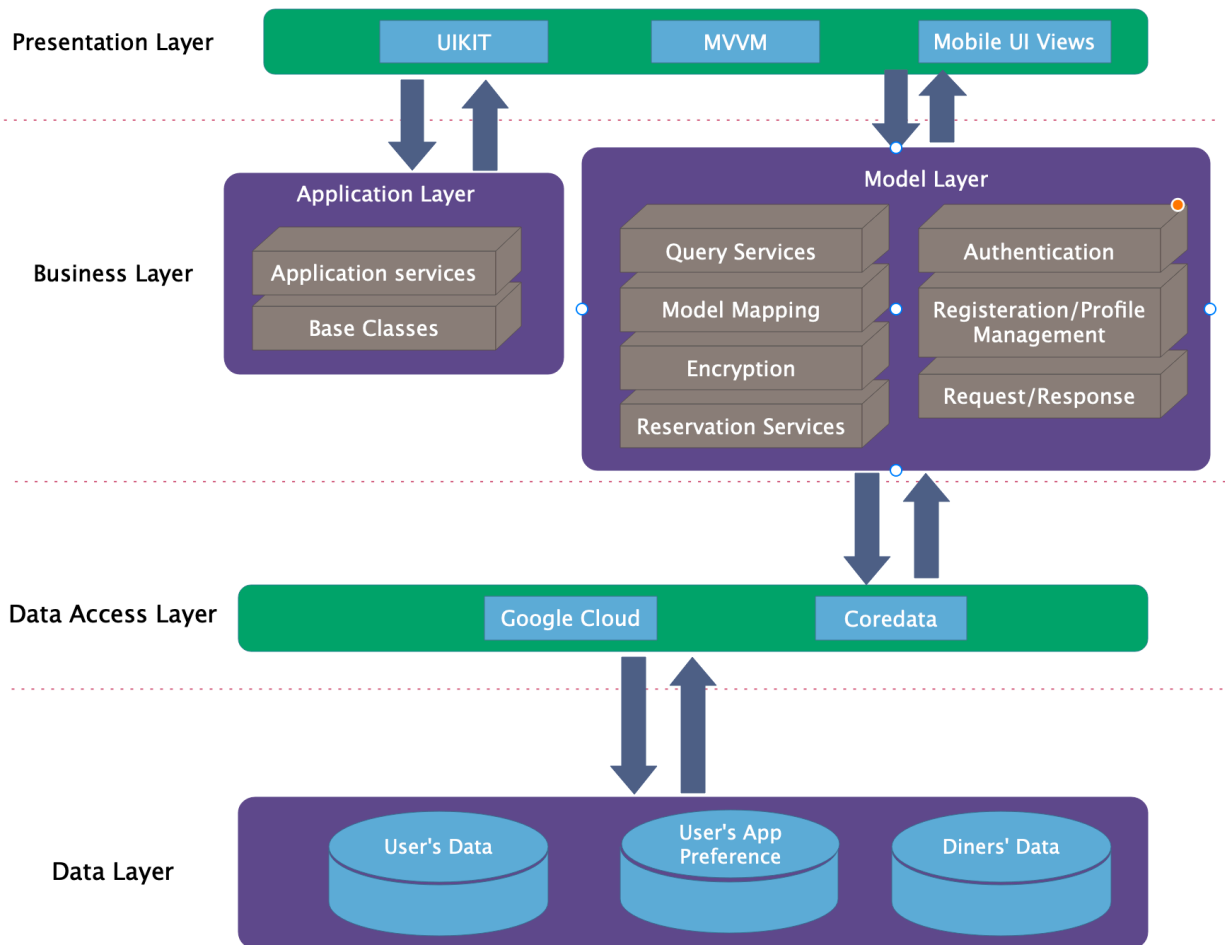 Presentation Layer
UIKIT
MVVM
Mobile UI Views
Business Layer
Application Layer
Application services
Base Classes
Model Layer
Query Services
Model Mapping
Encryption
Reservation Services
Authentication
Registeration/Profile
Management
Request/Response
Data Access Layer
Google Cloud
Coredata
Data Layer
User's Data
User's App
Preference
Diners' Data